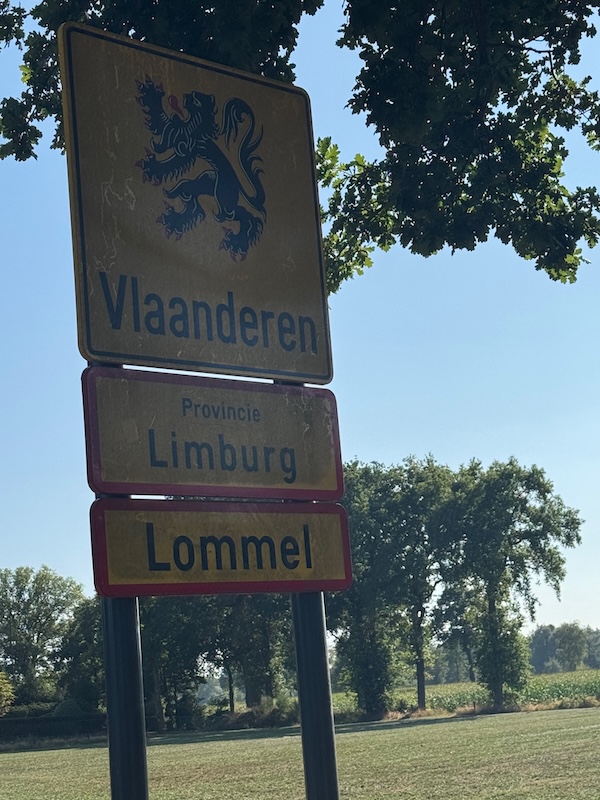 Vlaanderen
Provincie
Limburg
Lommel